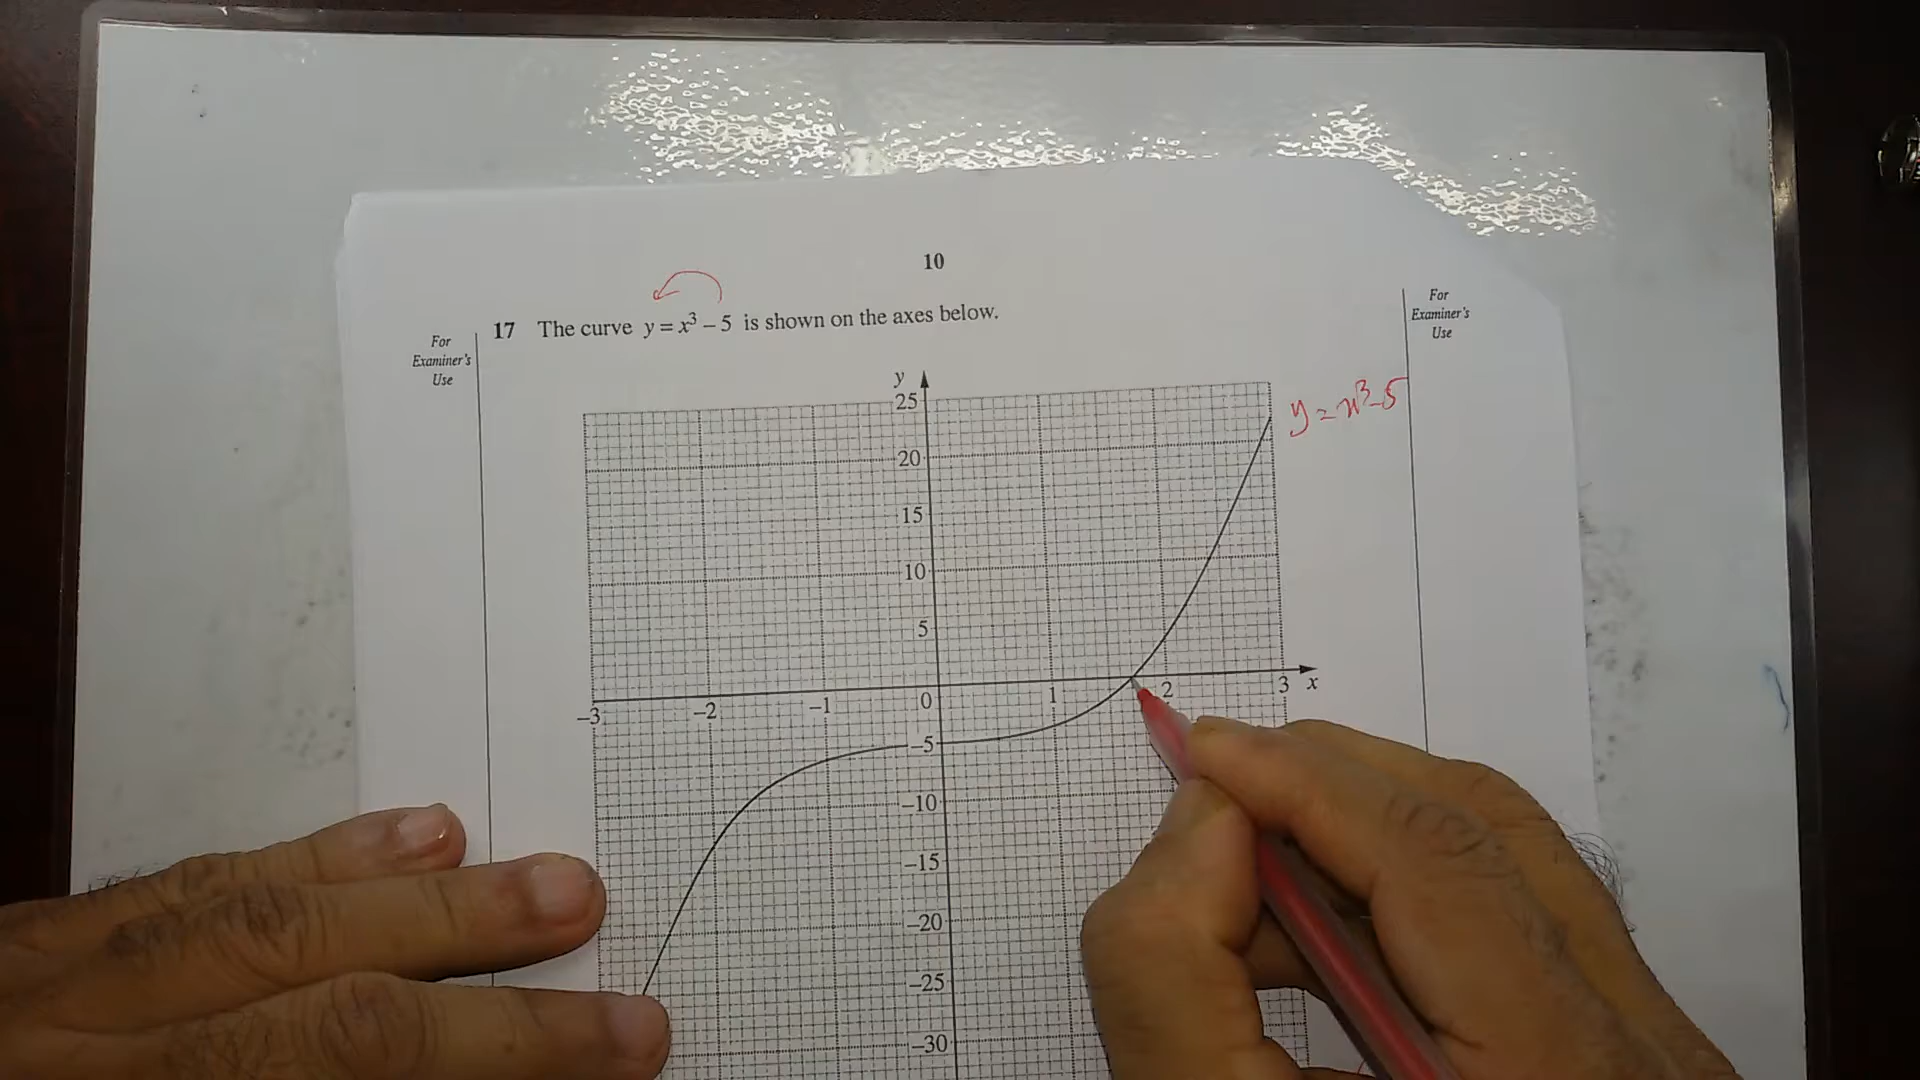 10
17 The curve y = x³ – 5 is shown on the axes below.
For
Examiner's
Use
For
Examiner's
Use
y
25
y = x³-5
20
15
10
5
–3 –2 –1 0 1 2 3 x
–5
–10
–15
–20
–25
–30